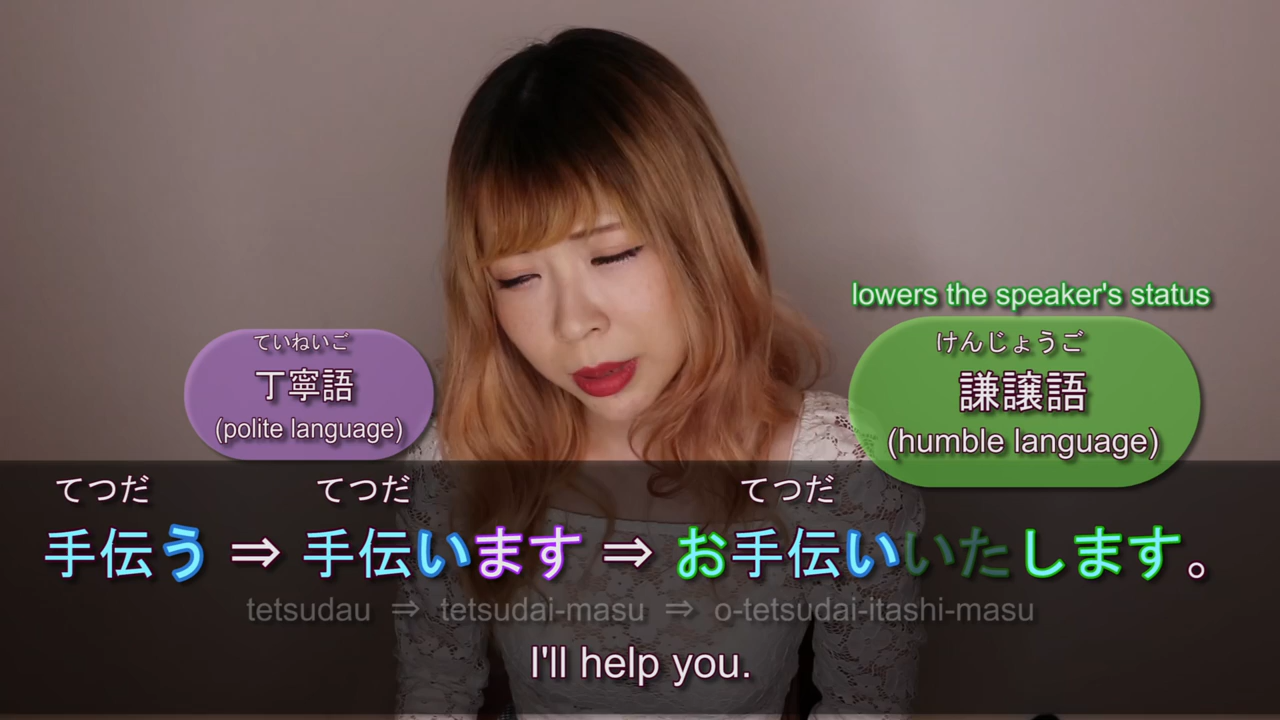 lowers the speaker's status
ていねいご
丁寧語
(polite language)
けんじょうご
謙譲語
(humble language)
てつだ てつだ てつだ
手伝う ⇒ 手伝います ⇒ お手伝いいたします。
tetsudau ⇒ tetsudai-masu ⇒ o-tetsudai-itashi-masu
I'll help you.